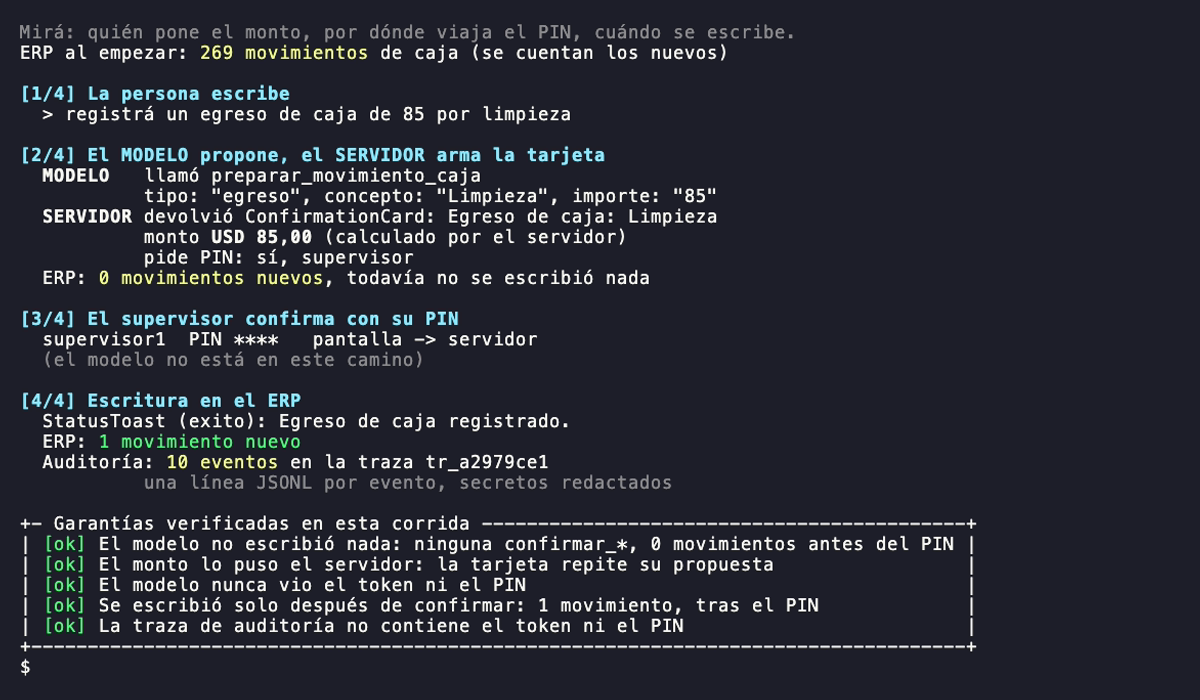 Mirá: quién pone el monto, por dónde viaja el PIN, cuándo se escribe.
ERP al empezar: 269 movimientos de caja (se cuentan los nuevos)
[1/4] La persona escribe
> registrá un egreso de caja de 85 por limpieza
[2/4] El MODELO propone, el SERVIDOR arma la tarjeta
MODELO   llamó preparar_movimiento_caja
tipo: "egreso", concepto: "Limpieza", importe: "85"
SERVIDOR devolvió ConfirmationCard: Egreso de caja: Limpieza
monto USD 85,00 (calculado por el servidor)
pide PIN: sí, supervisor
ERP: 0 movimientos nuevos, todavía no se escribió nada
[3/4] El supervisor confirma con su PIN
supervisor1  PIN ****   pantalla —> servidor
(el modelo no está en este camino)
[4/4] Escritura en el ERP
StatusToast (exito): Egreso de caja registrado.
ERP: 1 movimiento nuevo
Auditoría: 10 eventos en la traza tr_a2979ce1
una línea JSONL por evento, secretos redactados
+— Garantías verificadas en esta corrida ———————————————————————————————————————————+
| [ok] El modelo no escribió nada: ninguna confirmar_*, 0 movimientos antes del PIN |
| [ok] El monto lo puso el servidor: la tarjeta repite su propuesta |
| [ok] El modelo nunca vio el token ni el PIN |
| [ok] Se escribió solo después de confirmar: 1 movimiento, tras el PIN |
| [ok] La traza de auditoría no contiene el token ni el PIN |
+———————————————————————————————————————————————————————————————————————————————————+
$